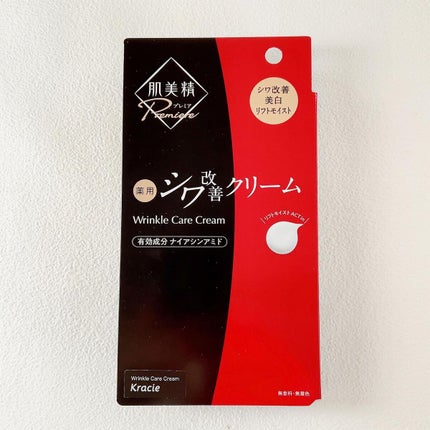 肌美精
プレミア
Premiere
シワ改善
美白
リフトモイスト
薬用
シワ改善クリーム
Wrinkle Care Cream
有効成分 ナイアシンアミド
リフトモイストACT in
無香料・無着色
Wrinkle Care Cream
Kracie